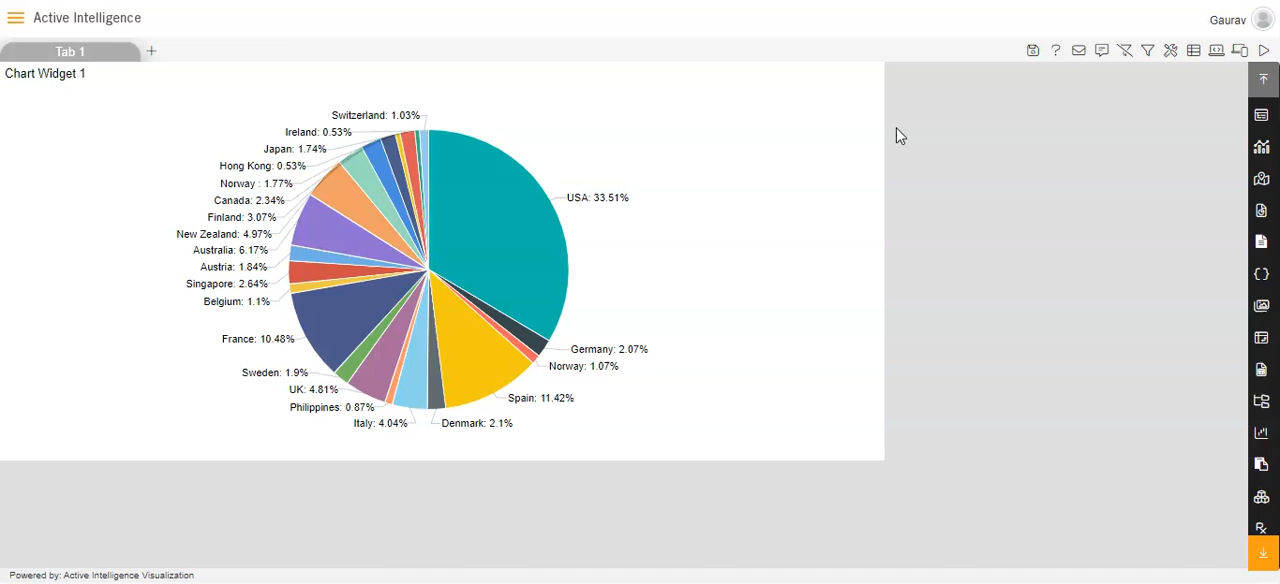 Active Intelligence
Gaurav
Tab 1
Chart Widget 1
Switzerland: 1.03%
Ireland: 0.53%
Japan: 1.74%
Hong Kong: 0.53%
Norway : 1.77%
Canada: 2.34%
Finland: 3.07%
New Zealand: 4.97%
Australia: 6.17%
Austria: 1.84%
Singapore: 2.64%
Belgium: 1.1%
France: 10.48%
Sweden: 1.9%
UK: 4.81%
Philippines: 0.87%
Italy: 4.04%
USA: 33.51%
Germany: 2.07%
Norway: 1.07%
Spain: 11.42%
Denmark: 2.1%
Powered by: Active Intelligence Visualization